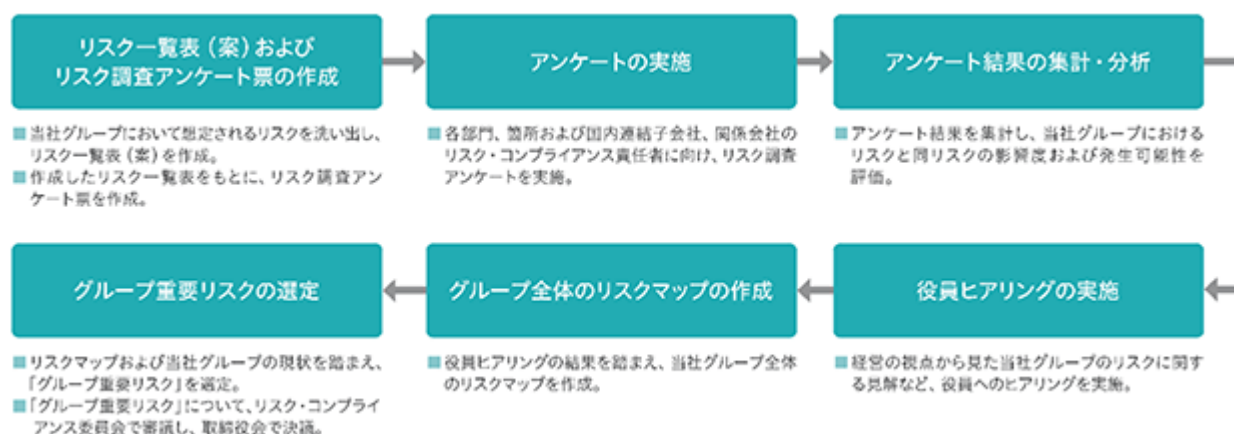 リスク一覧表（案）および
リスク調査アンケート票の作成
■当社グループにおいて想定されるリスクを洗い出し、
リスク一覧表（案）を作成。
■作成したリスク一覧表をもとに、リスク調査アン
ケート票を作成。
アンケートの実施
■各部門、箇所および国内連結子会社、関係会社の
リスク・コンプライアンス責任者に向け、リスク調査
アンケートを実施。
アンケート結果の集計・分析
■アンケート結果を集計し、当社グループにおける
リスクと同リスクの影響度および発生可能性を
評価。
役員ヒアリングの実施
■経営の視点から見た当社グループのリスクに関す
る見解など、役員へのヒアリングを実施。
グループ全体のリスクマップの作成
■役員ヒアリングの結果を踏まえ、当社グループ全体
のリスクマップを作成。
グループ重要リスクの選定
■リスクマップおよび当社グループの現状を踏まえ、
「グループ重要リスク」を選定。
■「グループ重要リスク」について、リスク・コンプライ
アンス委員会で審議し、取締役会で決議。